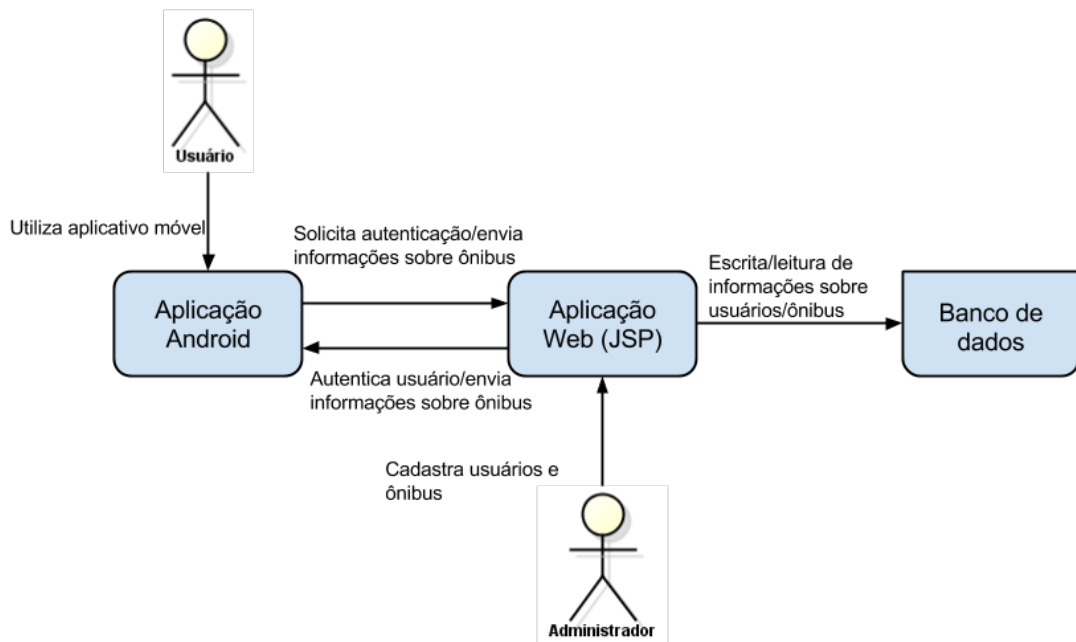 Usuário
Utiliza aplicativo móvel
Solicita autenticação/envia
informações sobre ônibus
Escrita/leitura de
informações sobre
usuários/ônibus
Aplicação
Android
Aplicação
Web (JSP)
Banco de
dados
Autentica usuário/envia
informações sobre ônibus
Cadastra usuários e
ônibus
Administrador